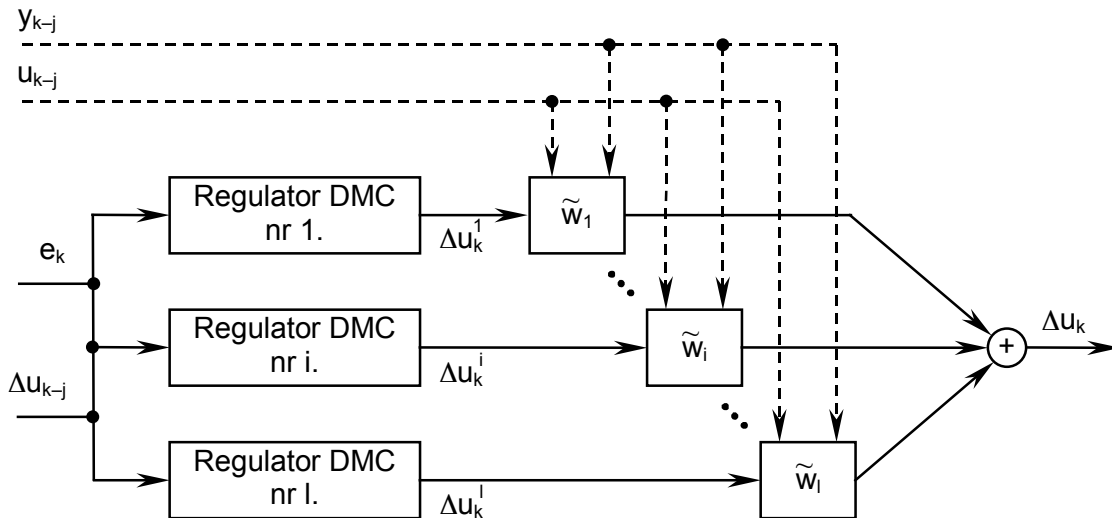 y_{k–j}
u_{k–j}
Regulator DMC
nr 1.
Δu_k^1
w̃_1
e_k
Regulator DMC
nr i.
Δu_k^i
w̃_i
+
Δu_k
Δu_{k–j}
Regulator DMC
nr l.
Δu_k^l
w̃_l